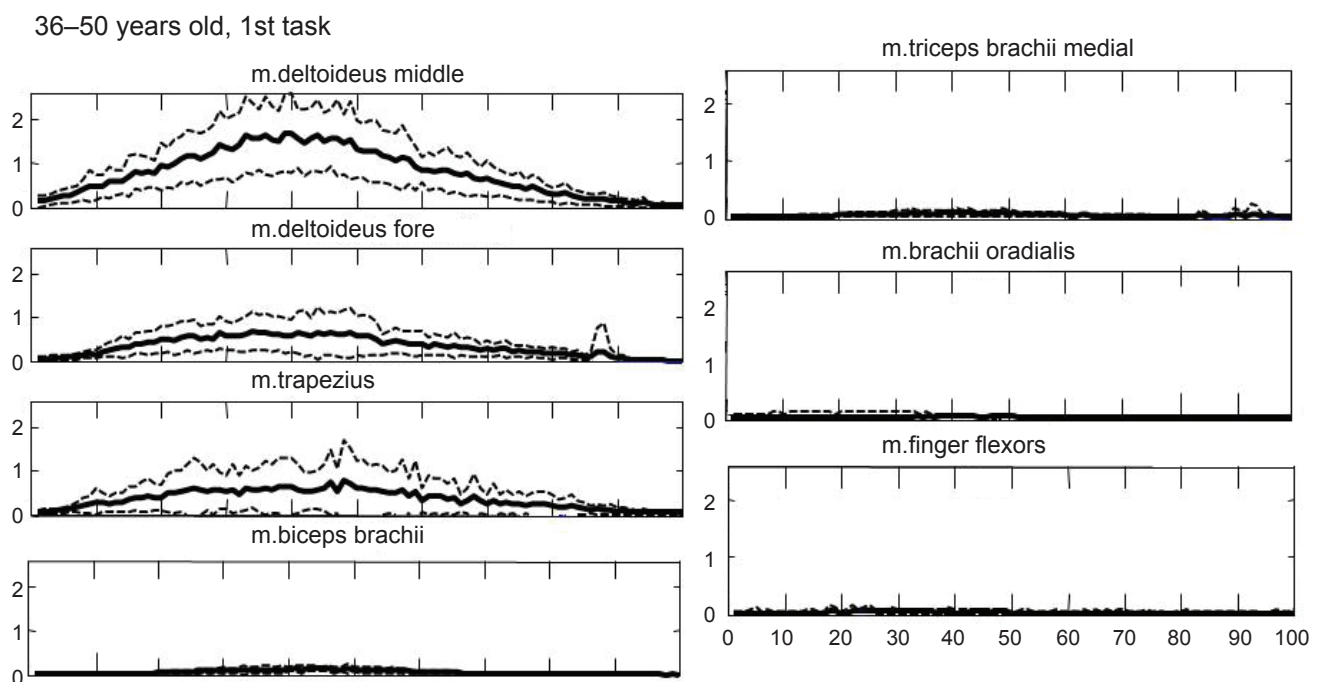 36–50 years old, 1st task
m.deltoideus middle
2
1
0
m.deltoideus fore
2
1
0
m.trapezius
2
1
0
m.biceps brachii
2
1
0
m.triceps brachii medial
2
1
0
m.brachii oradialis
2
1
0
m.finger flexors
2
1
0
0 10 20 30 40 50 60 70 80 90 100